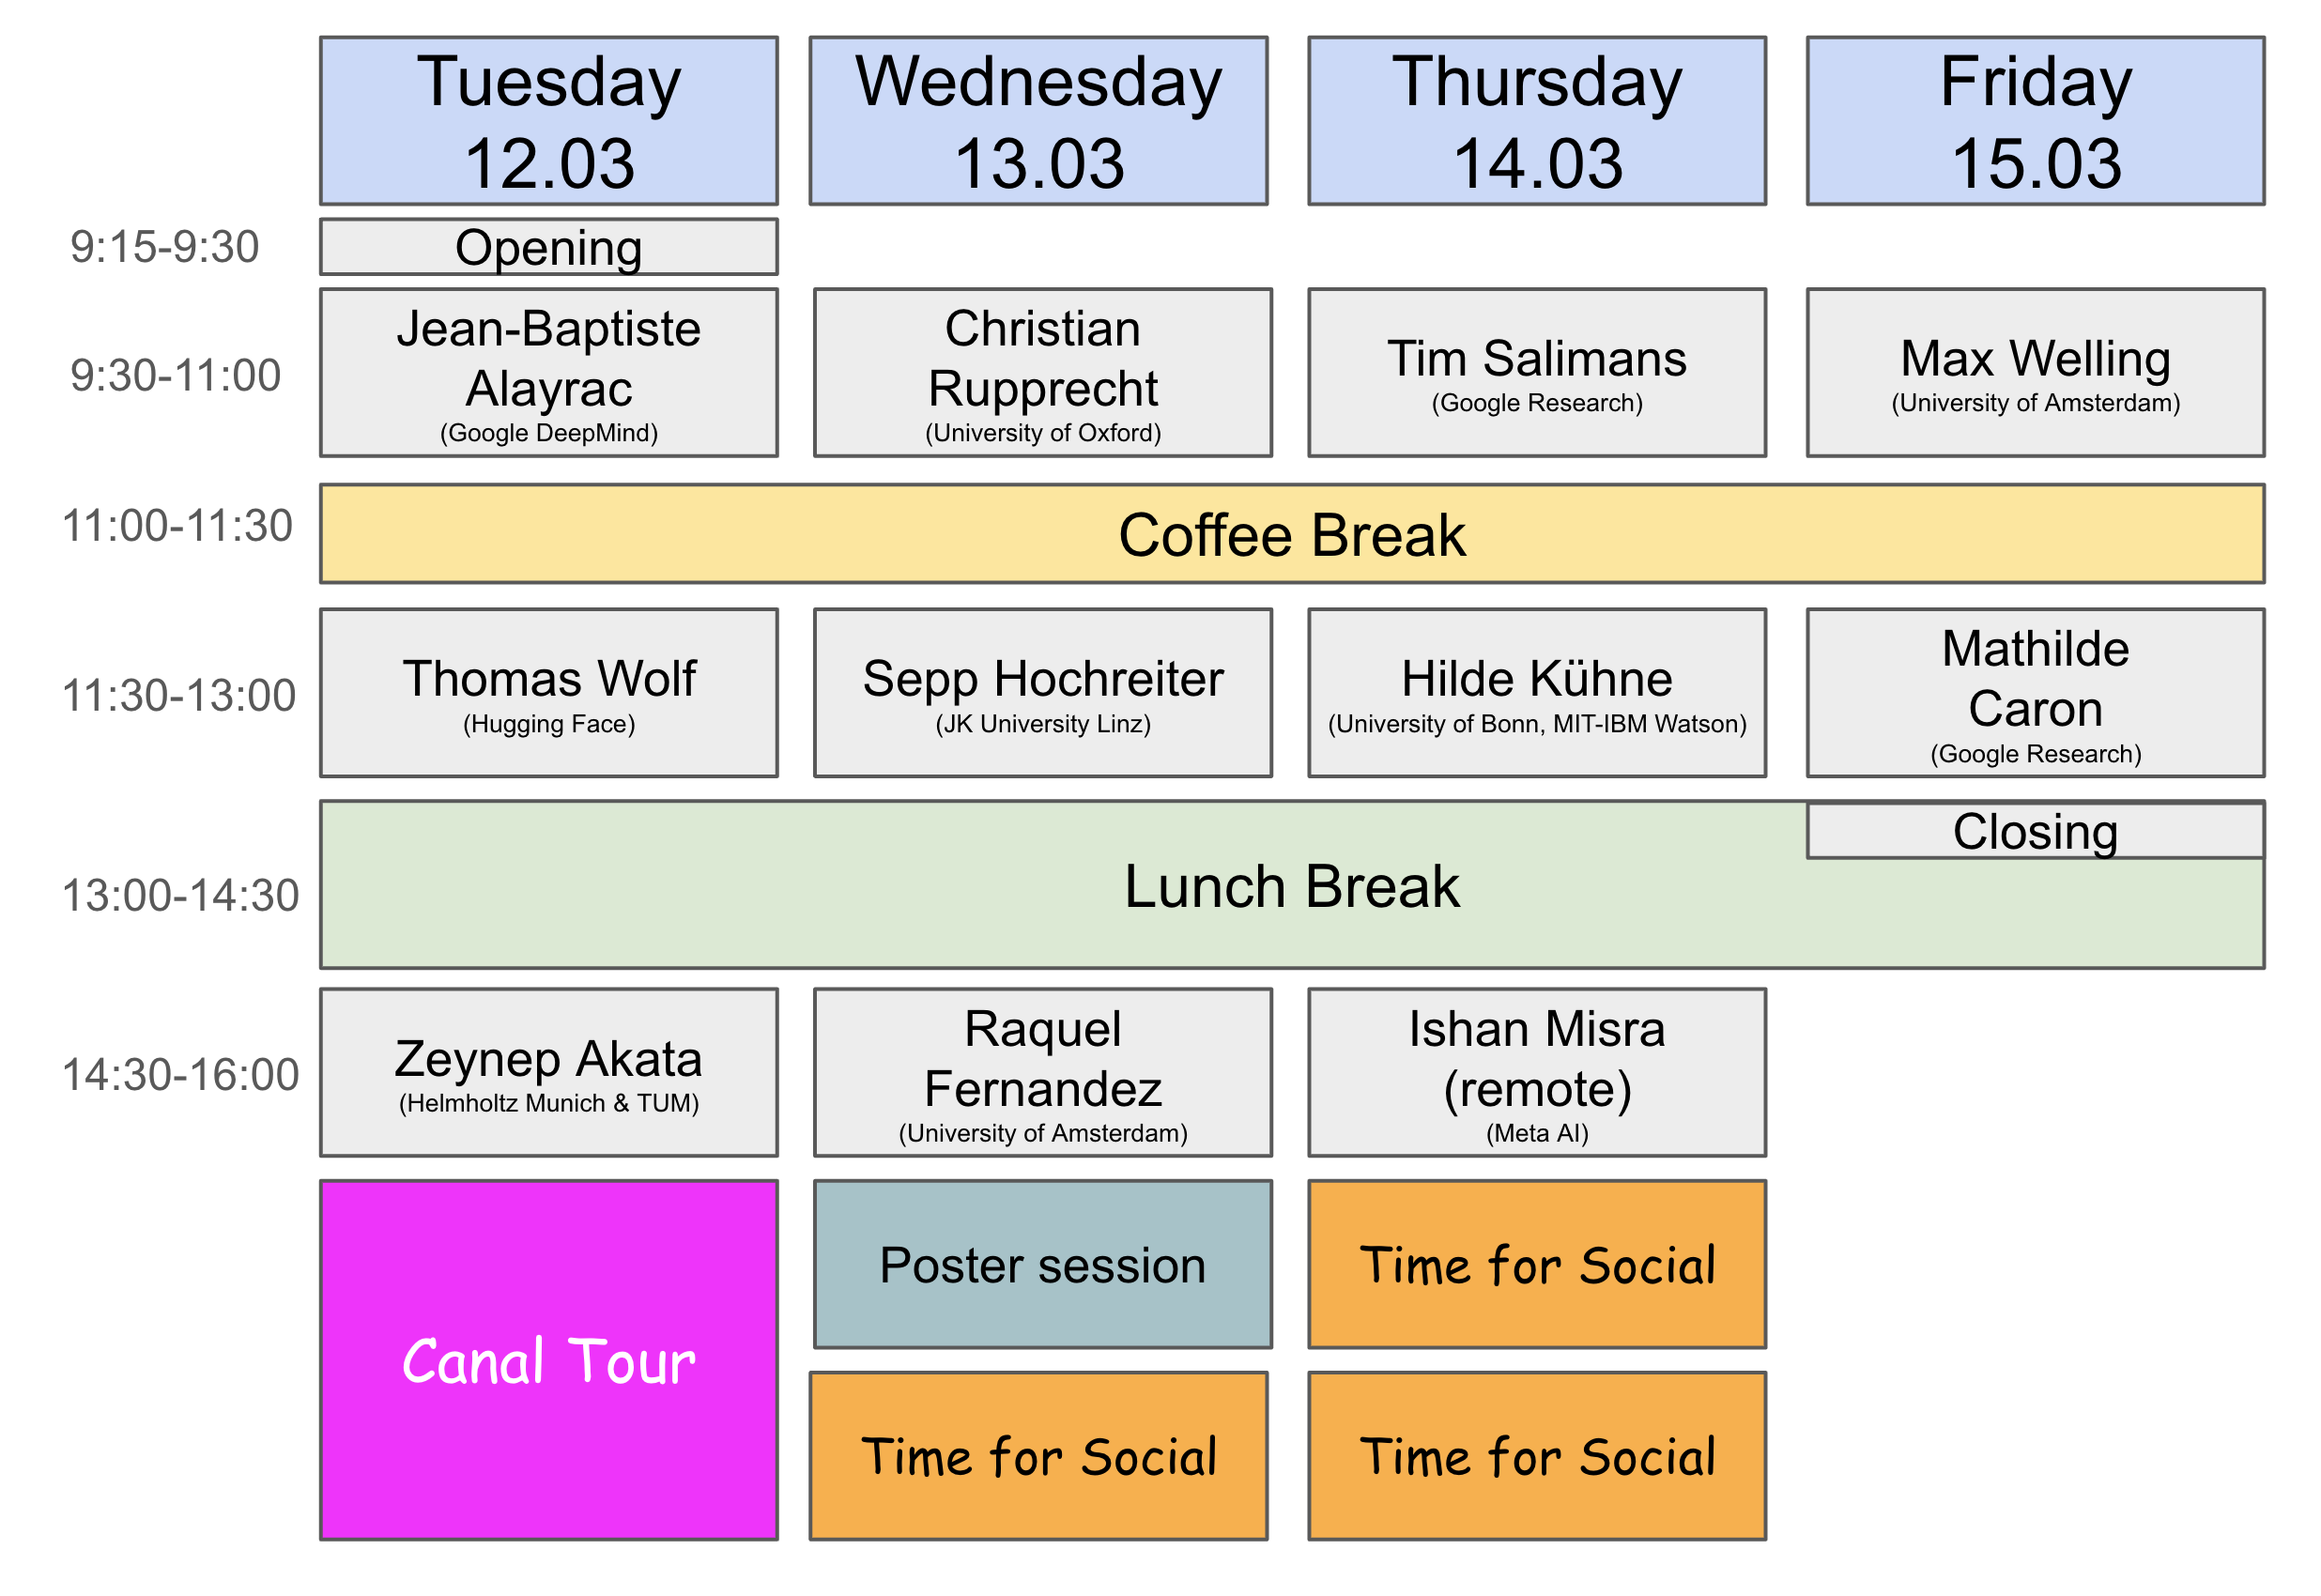 Tuesday
12.03
Wednesday
13.03
Thursday
14.03
Friday
15.03
9:15-9:30
Opening
9:30-11:00
Jean-Baptiste
Alayrac
(Google DeepMind)
Christian
Rupprecht
(University of Oxford)
Tim Salimans
(Google Research)
Max Welling
(University of Amsterdam)
11:00-11:30
Coffee Break
11:30-13:00
Thomas Wolf
(Hugging Face)
Sepp Hochreiter
(JK University Linz)
Hilde Kühne
(University of Bonn, MIT-IBM Watson)
Mathilde
Caron
(Google Research)
13:00-14:30
Lunch Break
Closing
14:30-16:00
Zeynep Akata
(Helmholtz Munich & TUM)
Raquel
Fernandez
(University of Amsterdam)
Ishan Misra
(remote)
(Meta AI)
Canal Tour
Poster session
Time for Social
Time for Social
Time for Social